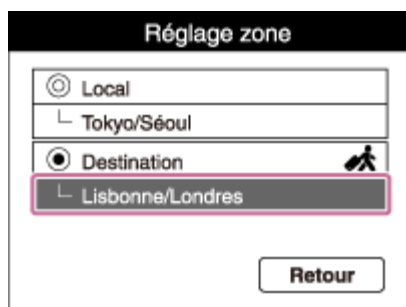 Réglage zone
Local
Tokyo/Séoul
Destination
Lisbonne/Londres
Retour